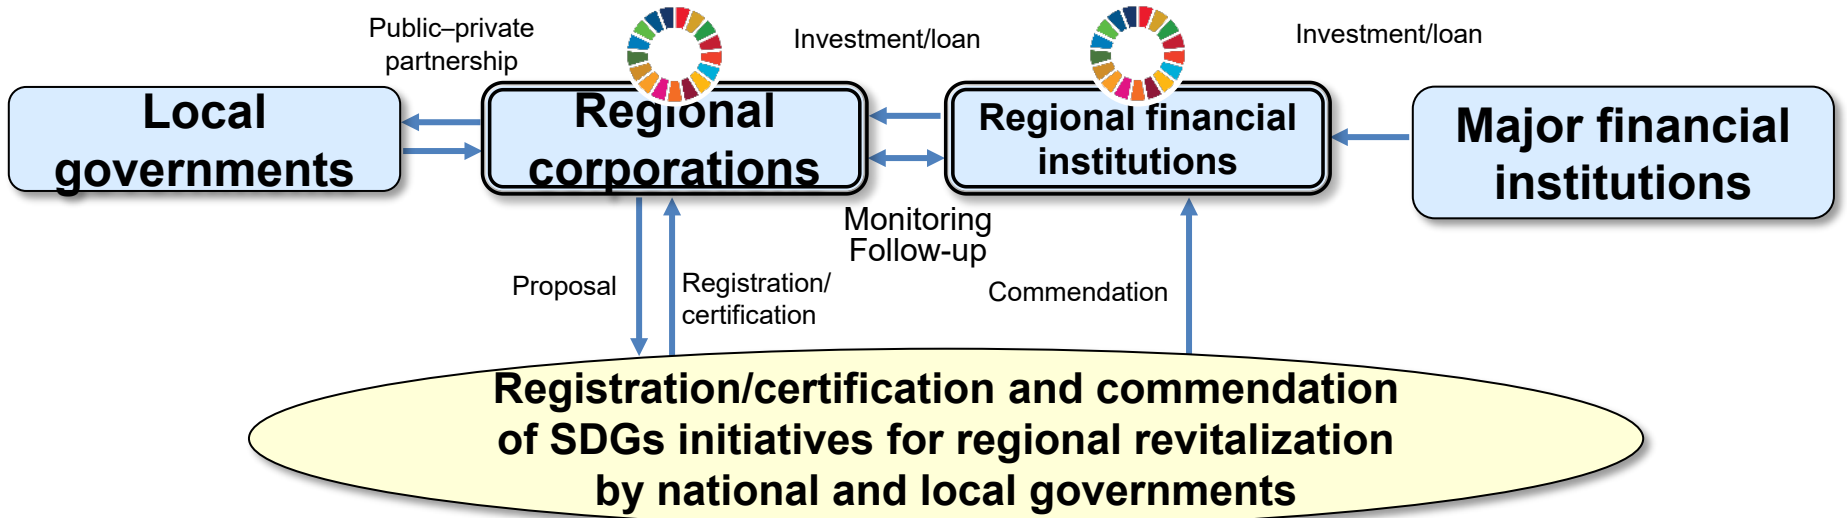 Public–private
partnership
Investment/loan
Investment/loan
Local
governments
Regional
corporations
Regional financial
institutions
Major financial
institutions
Monitoring
Follow-up
Proposal
Registration/
certification
Commendation
Registration/certification and commendation
of SDGs initiatives for regional revitalization
by national and local governments